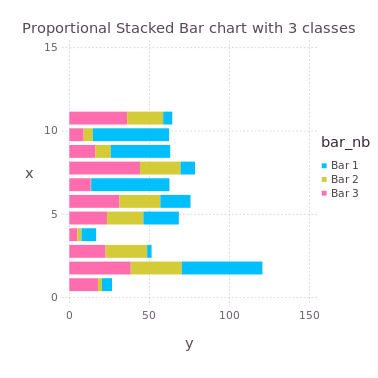 Proportional Stacked Bar chart with 3 classes
15
10
5
0
x
0 50 100 150
y
bar_nb
Bar 1
Bar 2
Bar 3